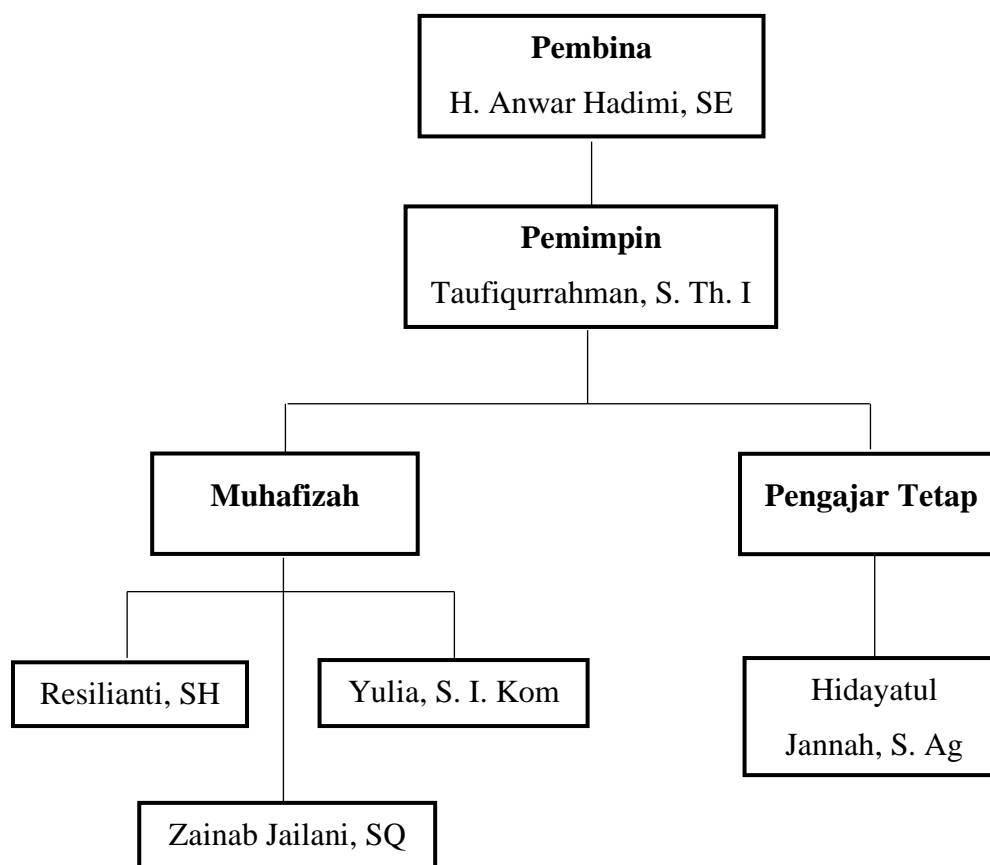 Pembina
H. Anwar Hadimi, SE
Pemimpin
Taufiqurrahman, S. Th. I
Muhafizah
Pengajar Tetap
Resilianti, SH
Yulia, S. I. Kom
Hidayatul
Jannah, S. Ag
Zainab Jailani, SQ